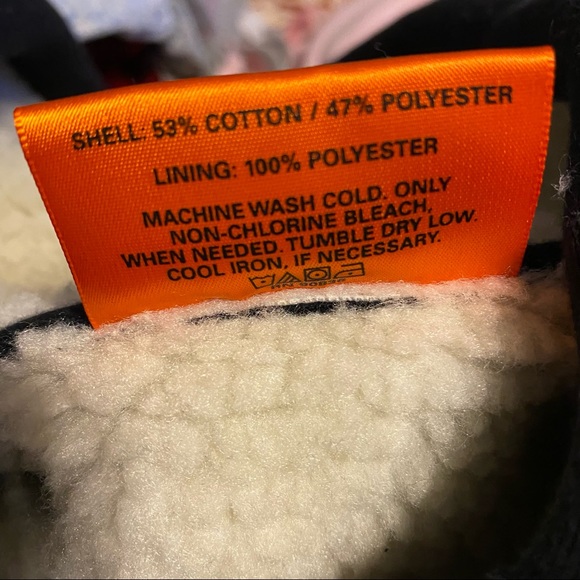 SHELL: 53% COTTON / 47% POLYESTER
LINING: 100% POLYESTER
MACHINE WASH COLD. ONLY
NON-CHLORINE BLEACH,
WHEN NEEDED. TUMBLE DRY LOW.
COOL IRON, IF NECESSARY.